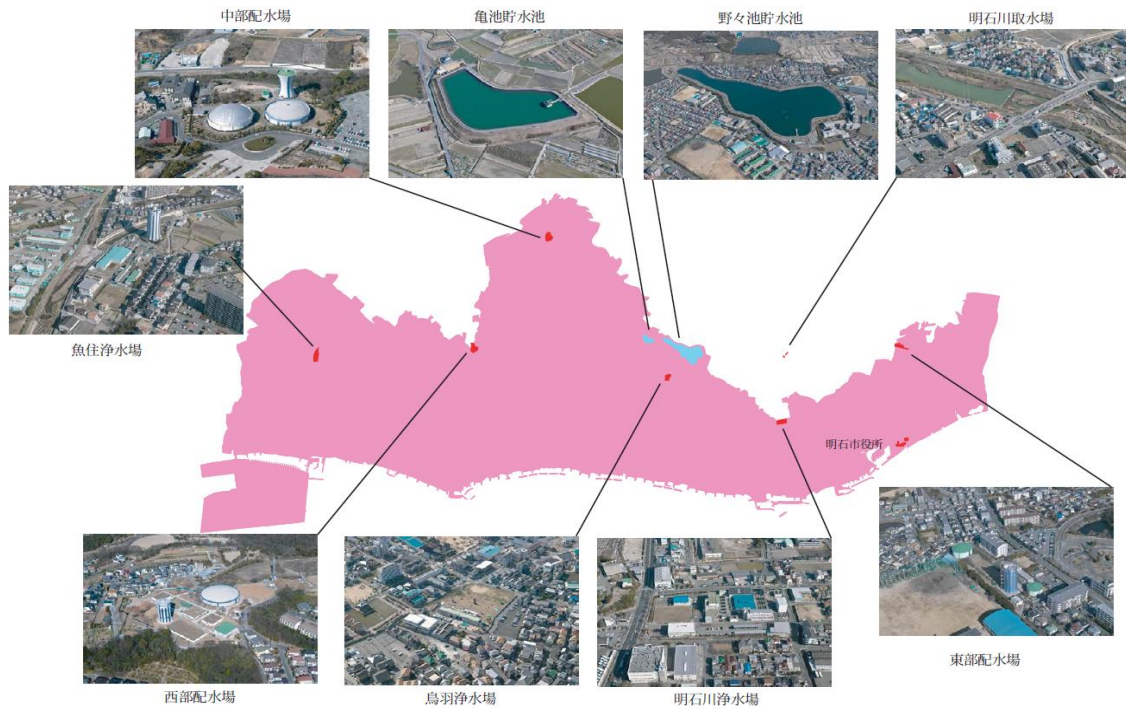 中部配水場
亀池貯水池
野々池貯水池
明石川取水場
魚住浄水場
明石市役所
西部配水場
鳥羽浄水場
明石川浄水場
東部配水場